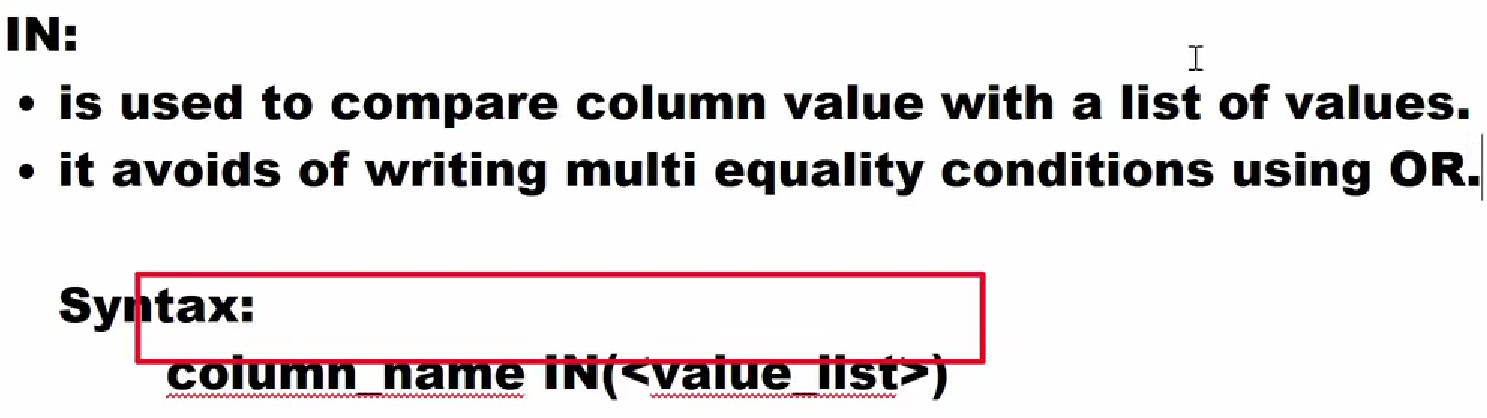 IN:
• is used to compare column value with a list of values.
• it avoids of writing multi equality conditions using OR.
Syntax:
column_name IN(<value_list>)